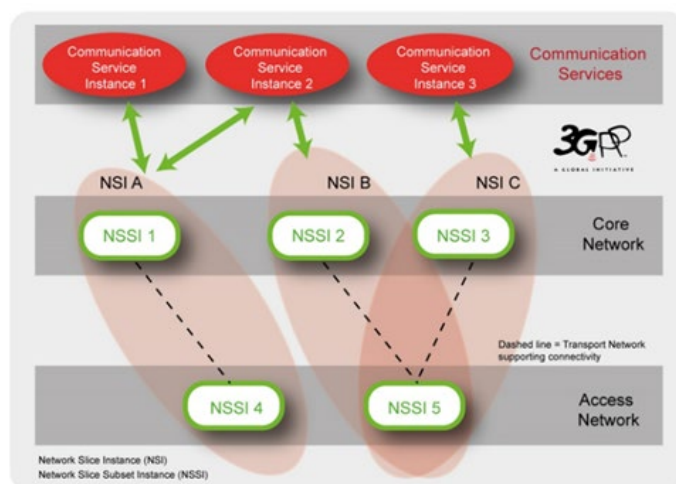 Communication
Service
Instance 1
Communication
Service
Instance 2
Communication
Service
Instance 3
Communication
Services
3GPP
A GLOBAL INITIATIVE
NSI A
NSI B
NSI C
NSSI 1
NSSI 2
NSSI 3
Core
Network
Dashed line = Transport Network
supporting connectivity
NSSI 4
NSSI 5
Access
Network
Network Slice Instance (NSI)
Network Slice Subset Instance (NSSI)